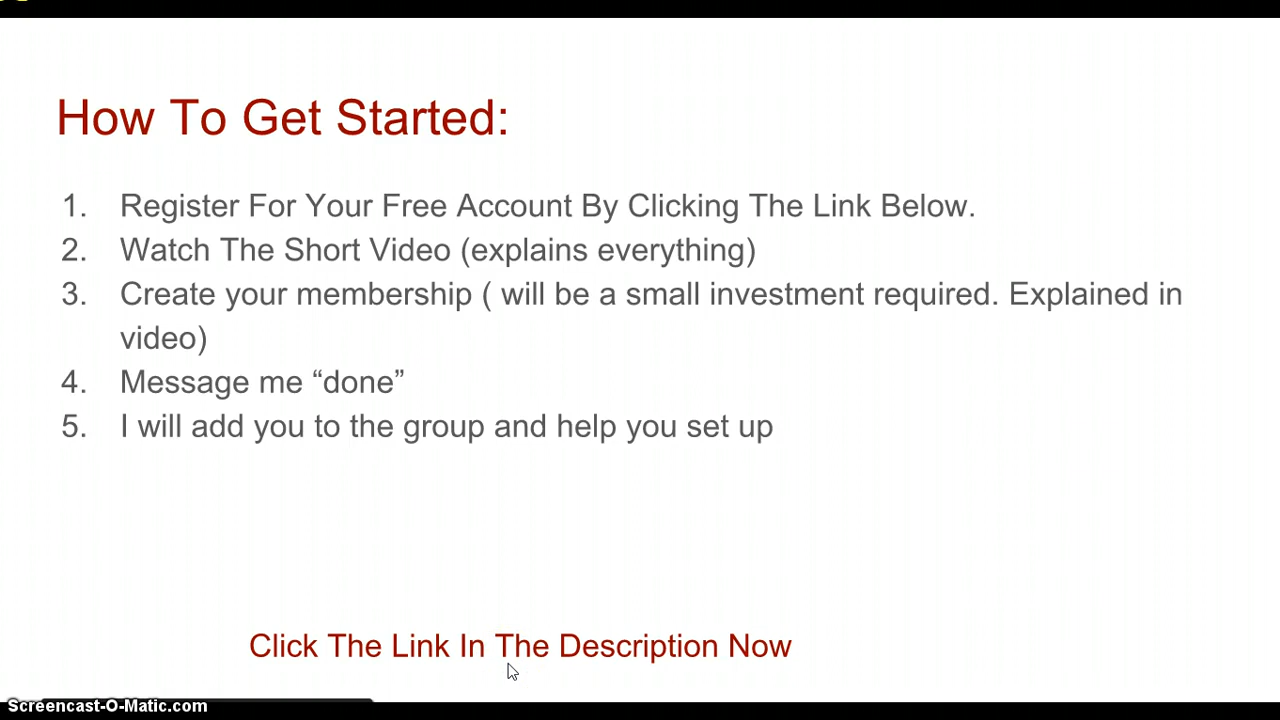 How To Get Started:
1. Register For Your Free Account By Clicking The Link Below.
2. Watch The Short Video (explains everything)
3. Create your membership ( will be a small investment required. Explained in
video)
4. Message me “done”
5. I will add you to the group and help you set up
Click The Link In The Description Now
Screencast-O-Matic.com